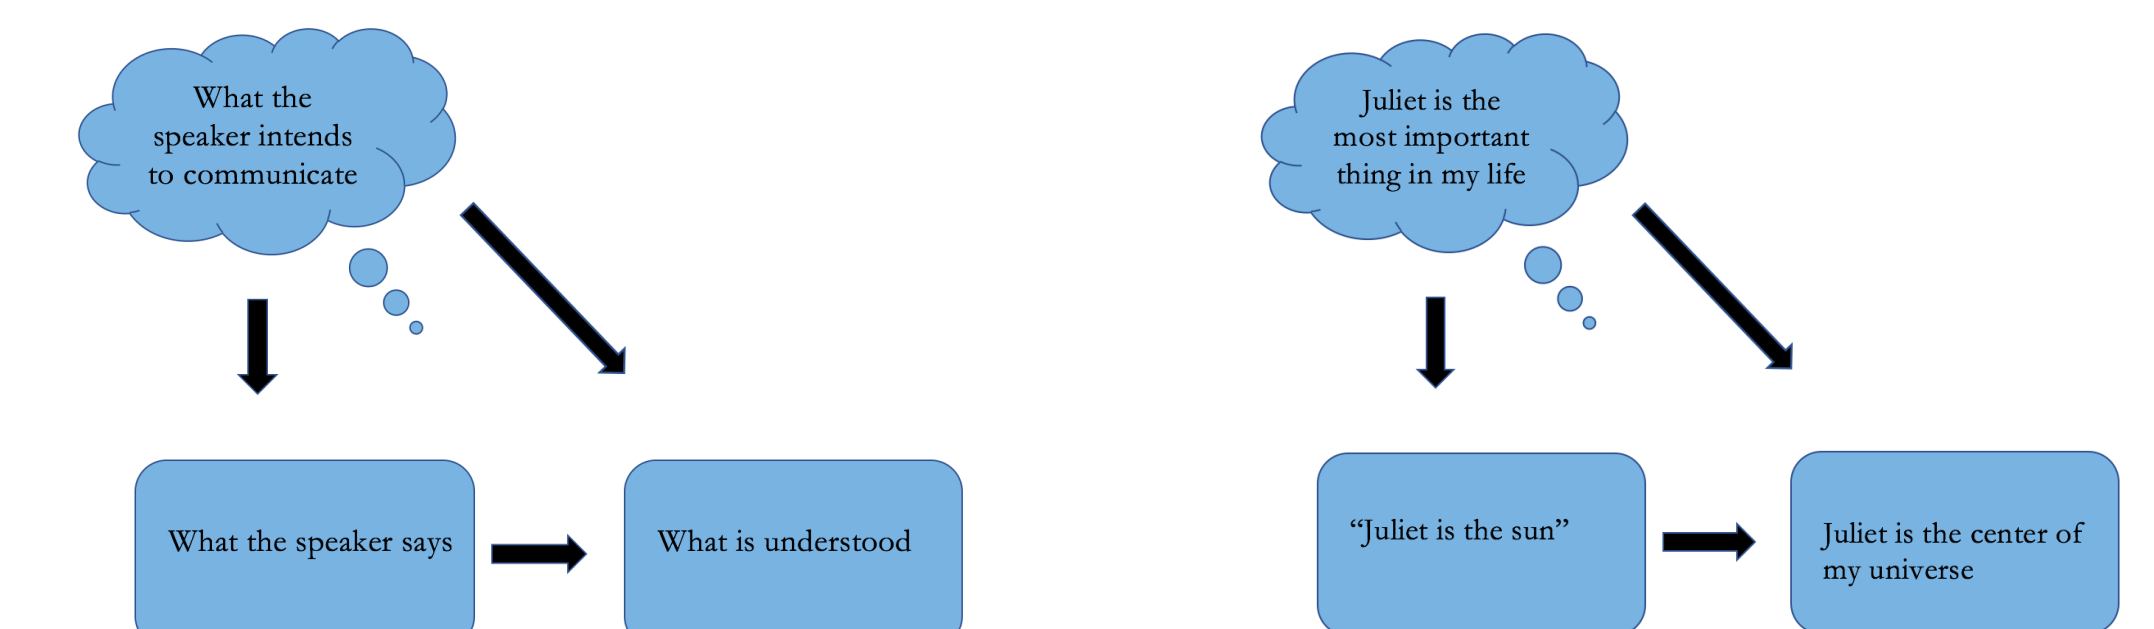 What the
speaker intends
to communicate
What the speaker says
What is understood
Juliet is the
most important
thing in my life
“Juliet is the sun”
Juliet is the center of
my universe